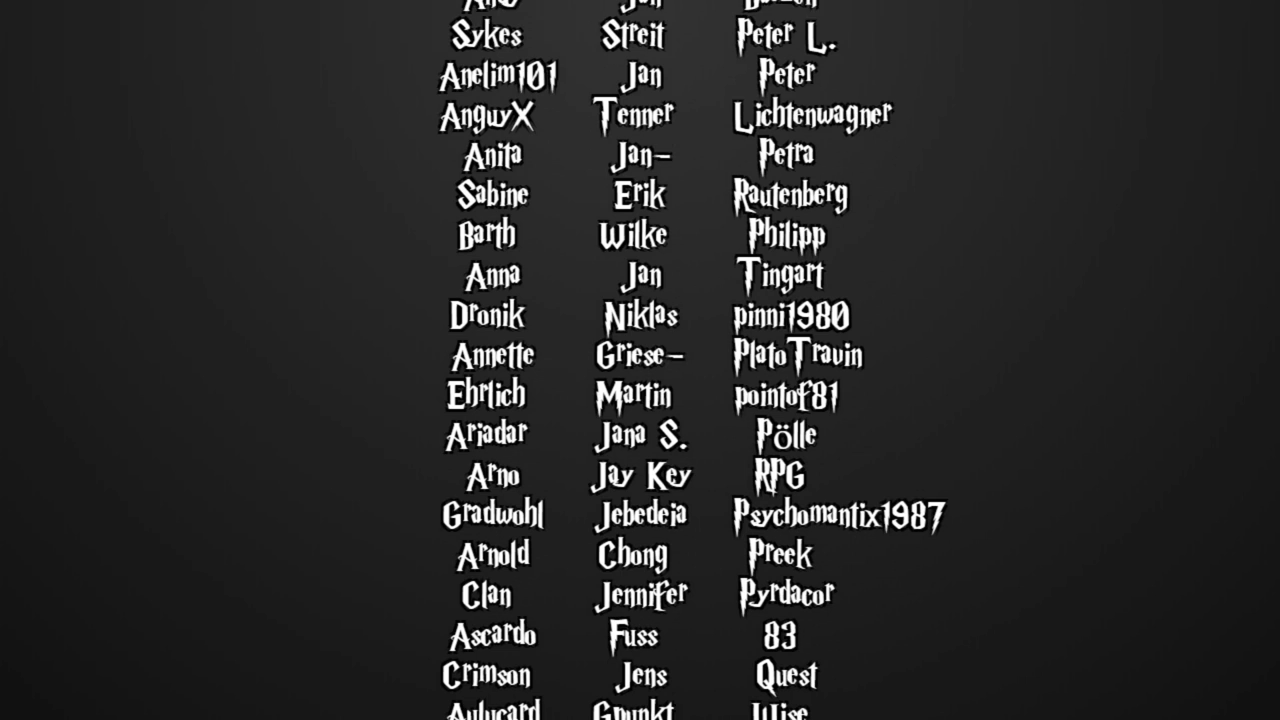 Sykes Streit Peter L.
Anelim101 Jan Peter
AnguyX Tenner Lichtenwagner
Anita Jan- Petra
Sabine Erik Rautenberg
Barth Wilke Philipp
Anna Jan Tingart
Dronik Niklas pinni1980
Annette Griese- PlatoTravin
Ehrlich Martin pointof81
Ariadar Jana S. Pölle
Arno Jay Key RPG
Gradwohl Jebedeia Psychomantix1987
Arnold Chong Preek
Clan Jennifer Pyrdacor
Ascardo Fuss 83
Crimson Jens Quest
Gpunkt Wise